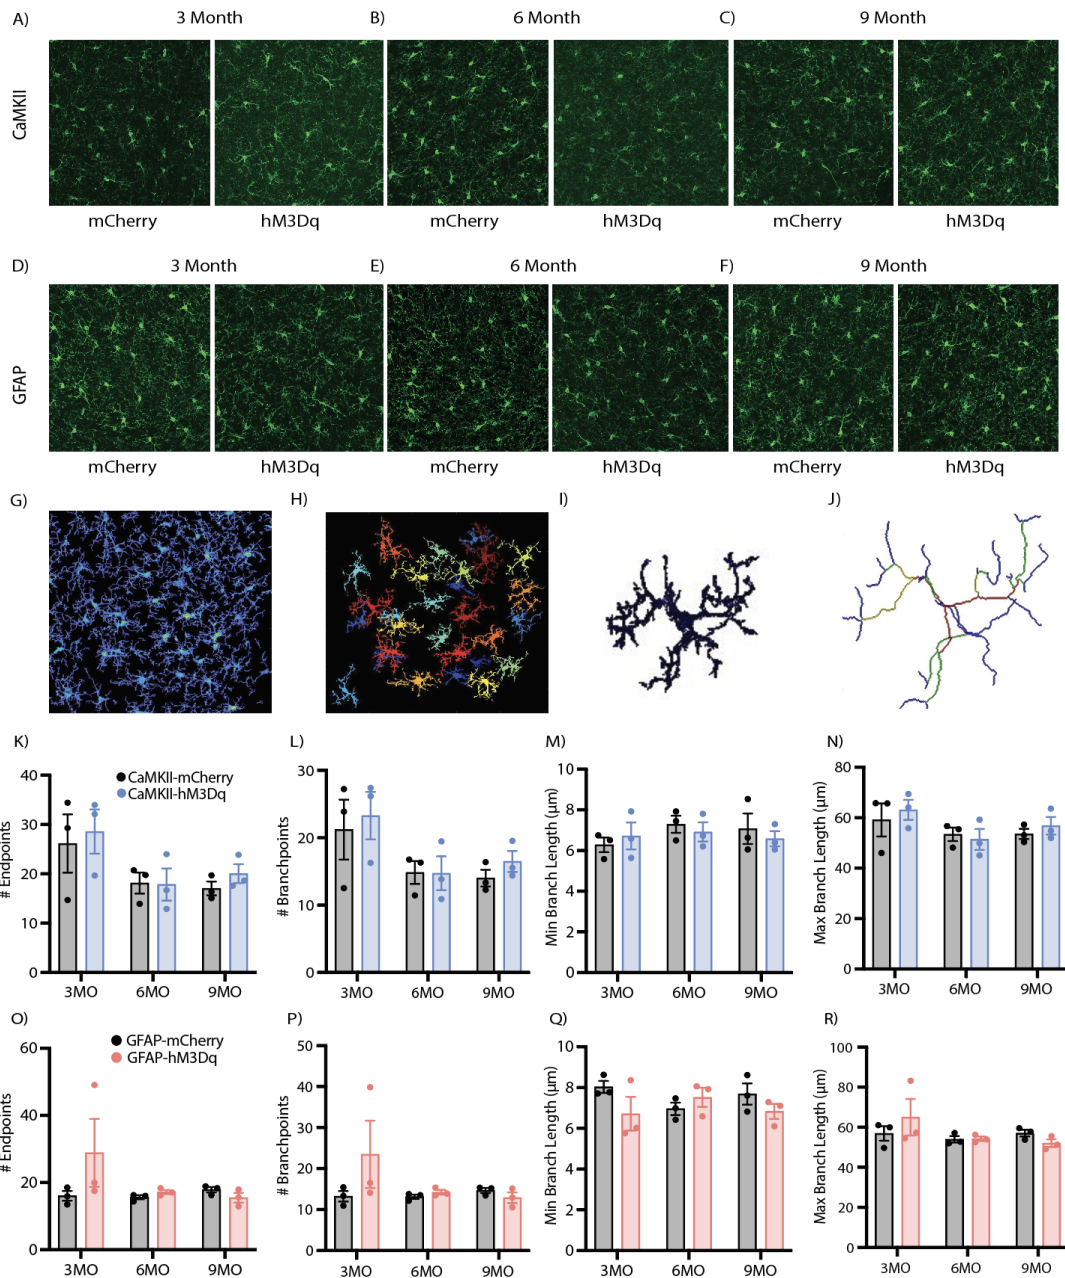 A) 3 Month B) 6 Month C) 9 Month
CaMKII
mCherry hM3Dq mCherry hM3Dq mCherry hM3Dq
D) 3 Month E) 6 Month F) 9 Month
GFAP
mCherry hM3Dq mCherry hM3Dq mCherry hM3Dq
G) H) I) J)
K)
# Endpoints
40
30
20
10
0
CaMKII-mCherry
CaMKII-hM3Dq
3MO 6MO 9MO
L)
# Branchpoints
30
20
10
0
3MO 6MO 9MO
M)
Min Branch Length (μm)
10
8
6
4
2
0
3MO 6MO 9MO
N)
Max Branch Length (μm)
80
60
40
20
0
3MO 6MO 9MO
O)
# Endpoints
60
40
20
0
GFAP-mCherry
GFAP-hM3Dq
3MO 6MO 9MO
P)
# Branchpoints
50
40
30
20
10
0
3MO 6MO 9MO
Q)
Min Branch Length (μm)
10
8
6
4
2
0
3MO 6MO 9MO
R)
Max Branch Length (μm)
100
80
60
40
20
0
3MO 6MO 9MO